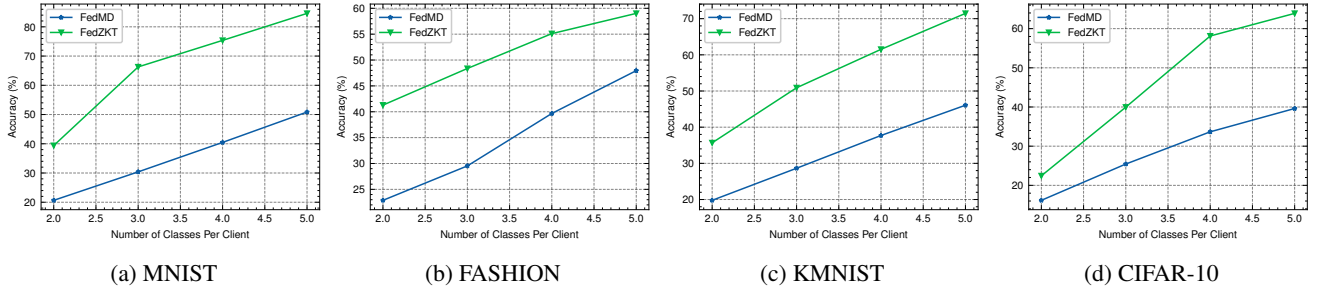 FedMD
FedZKT
80
70
60
50
40
30
20
Accuracy (%)
2.0 2.5 3.0 3.5 4.0 4.5 5.0
Number of Classes Per Client
(a) MNIST
FedMD
FedZKT
60
55
50
45
40
35
30
25
Accuracy (%)
2.0 2.5 3.0 3.5 4.0 4.5 5.0
Number of Classes Per Client
(b) FASHION
FedMD
FedZKT
70
60
50
40
30
20
Accuracy (%)
2.0 2.5 3.0 3.5 4.0 4.5 5.0
Number of Classes Per Client
(c) KMNIST
FedMD
FedZKT
60
50
40
30
20
Accuracy (%)
2.0 2.5 3.0 3.5 4.0 4.5 5.0
Number of Classes Per Client
(d) CIFAR-10